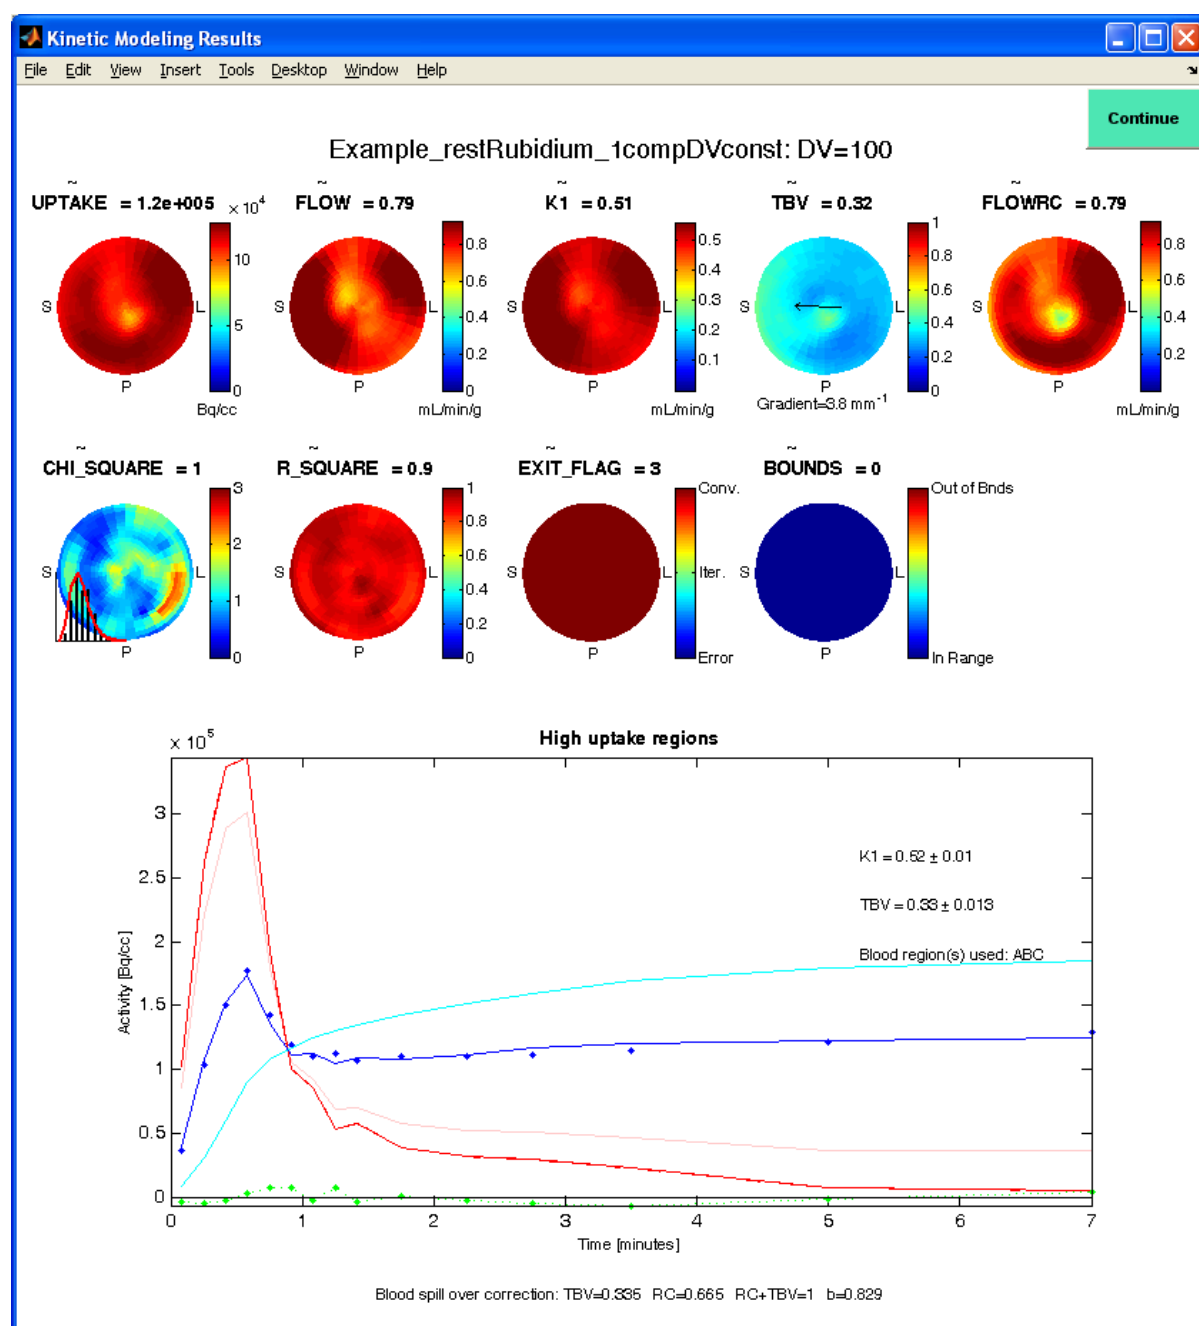 Kinetic Modeling Results
File Edit View Insert Tools Desktop Window Help
Continue
Example_restRubidium_1compDVconst: DV=100
~ ~ ~ ~ ~
UPTAKE = 1.2e+005 × 10⁴ FLOW = 0.79 K1 = 0.51 TBV = 0.32 FLOWRC = 0.79
S L P 10 5 0 Bq/cc
S L P 0.8 0.6 0.4 0.2 0 mL/min/g
S L P 0.5 0.4 0.3 0.2 0.1 mL/min/g
S L P 1 0.8 0.6 0.4 0.2 0 Gradient=3.8 mm⁻¹
S L P 0.8 0.6 0.4 0.2 0 mL/min/g
~ ~ ~ ~
CHI_SQUARE = 1 R_SQUARE = 0.9 EXIT_FLAG = 3 BOUNDS = 0
S L P 3 2 1 0
S L P 1 0.8 0.6 0.4 0.2 0
S L P Conv. Iter. Error
S L P Out of Bnds In Range
High uptake regions
× 10⁵
3
2.5
2
1.5
1
0.5
0
Activity [Bq/cc]
K1 = 0.52 ± 0.01
TBV = 0.33 ± 0.013
Blood region(s) used: ABC
0 1 2 3 4 5 6 7
Time [minutes]
Blood spill over correction: TBV=0.335 RC=0.665 RC+TBV=1 b=0.829